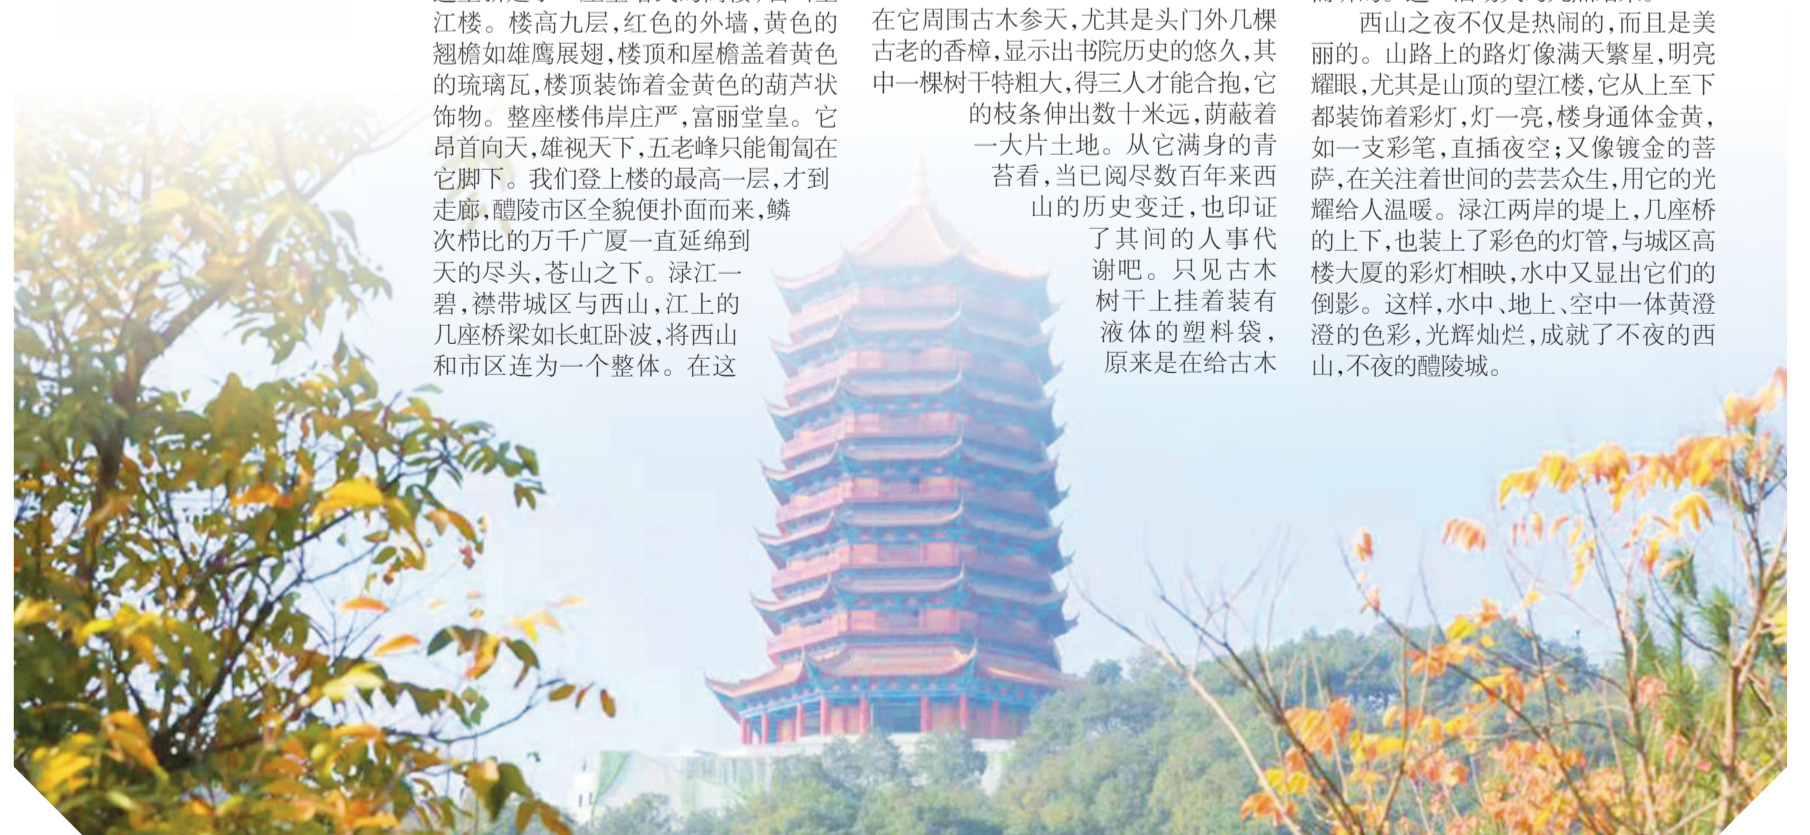 江楼。楼高九层,红色的外墙,黄色的
翘檐如雄鹰展翅,楼顶和屋檐盖着黄色
的琉璃瓦,楼顶装饰着金黄色的葫芦状
饰物。整座楼伟岸庄严,富丽堂皇。它
昂首向天,雄视天下,五老峰只能匍匐在
它脚下。我们登上楼的最高一层,才到
走廊,醴陵市区全貌便扑面而来,鳞
次栉比的万千广厦一直延绵到
天的尽头,苍山之下。渌江一
碧,襟带城区与西山,江上的
几座桥梁如长虹卧波,将西山
和市区连为一个整体。在这
在它周围古木参天,尤其是头门外几棵
古老的香樟,显示出书院历史的悠久,其
中一棵树干特粗大,得三人才能合抱,它
的枝条伸出数十米远,荫蔽着
一大片土地。从它满身的青
苔看,当已阅尽数百年来西
山的历史变迁,也印证
了其间的人事代
谢吧。只见古木
树干上挂着装有
液体的塑料袋,
原来是在给古木
西山之夜不仅是热闹的,而且是美
丽的。山路上的路灯像满天繁星,明亮
耀眼,尤其是山顶的望江楼,它从上至下
都装饰着彩灯,灯一亮,楼身通体金黄,
如一支彩笔,直插夜空;又像镀金的菩
萨,在关注着世间的芸芸众生,用它的光
耀给人温暖。渌江两岸的堤上,几座桥
的上下,也装上了彩色的灯管,与城区高
楼大厦的彩灯相映,水中又显出它们的
倒影。这样,水中、地上、空中一体黄澄
澄的色彩,光辉灿烂,成就了不夜的西
山,不夜的醴陵城。